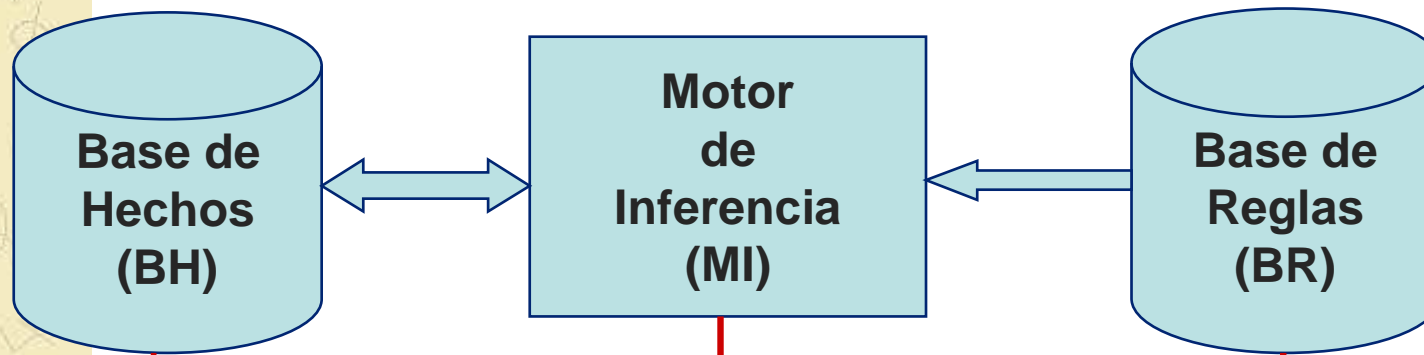 Base de
Hechos
(BH)
Motor
de
Inferencia
(MI)
Base de
Reglas
(BR)